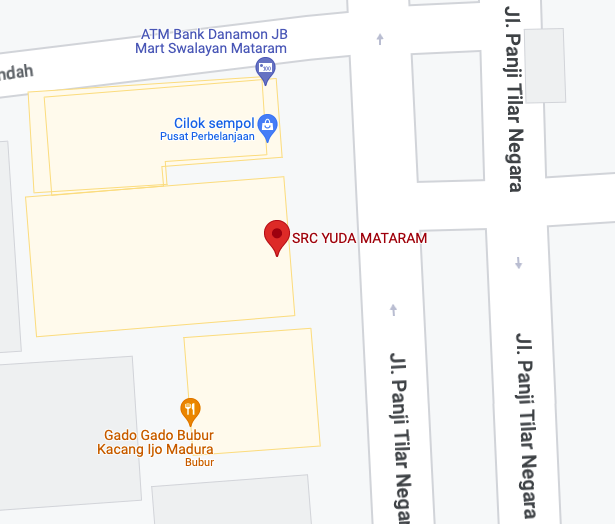 ATM Bank Danamon JB
Mart Swalayan Mataram
ndah
Cilok sempol
Pusat Perbelanjaan
Jl. Panji Tilar Negara
SRC YUDA MATARAM
Jl. Panji Tilar Negar
Jl. Panji Tilar Negara
Gado Gado Bubur
Kacang Ijo Madura
Bubur